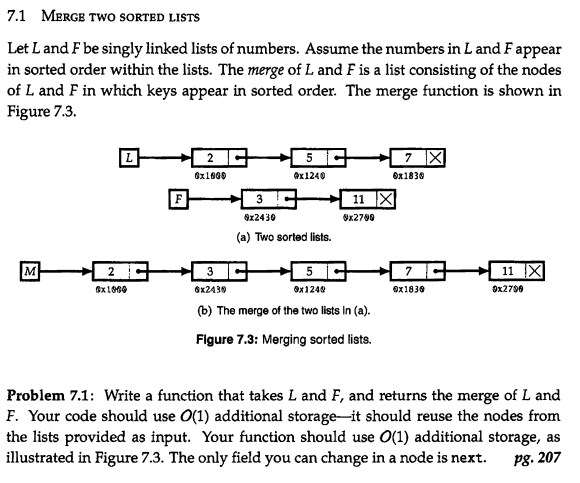 7.1 MERGE TWO SORTED LISTS
Let L and F be singly linked lists of numbers. Assume the numbers in L and F appear
in sorted order within the lists. The merge of L and F is a list consisting of the nodes
of L and F in which keys appear in sorted order. The merge function is shown in
Figure 7.3.
L 2 5 7
0x1000 0x1240 0x1830
F 3 11
0x2430 0x2700
(a) Two sorted lists.
M 2 3 5 7 11
0x1000 0x2430 0x1240 0x1830 0x2700
(b) The merge of the two lists in (a).
Figure 7.3: Merging sorted lists.
Problem 7.1: Write a function that takes L and F, and returns the merge of L and
F. Your code should use O(1) additional storage—it should reuse the nodes from
the lists provided as input. Your function should use O(1) additional storage, as
illustrated in Figure 7.3. The only field you can change in a node is next. pg. 207